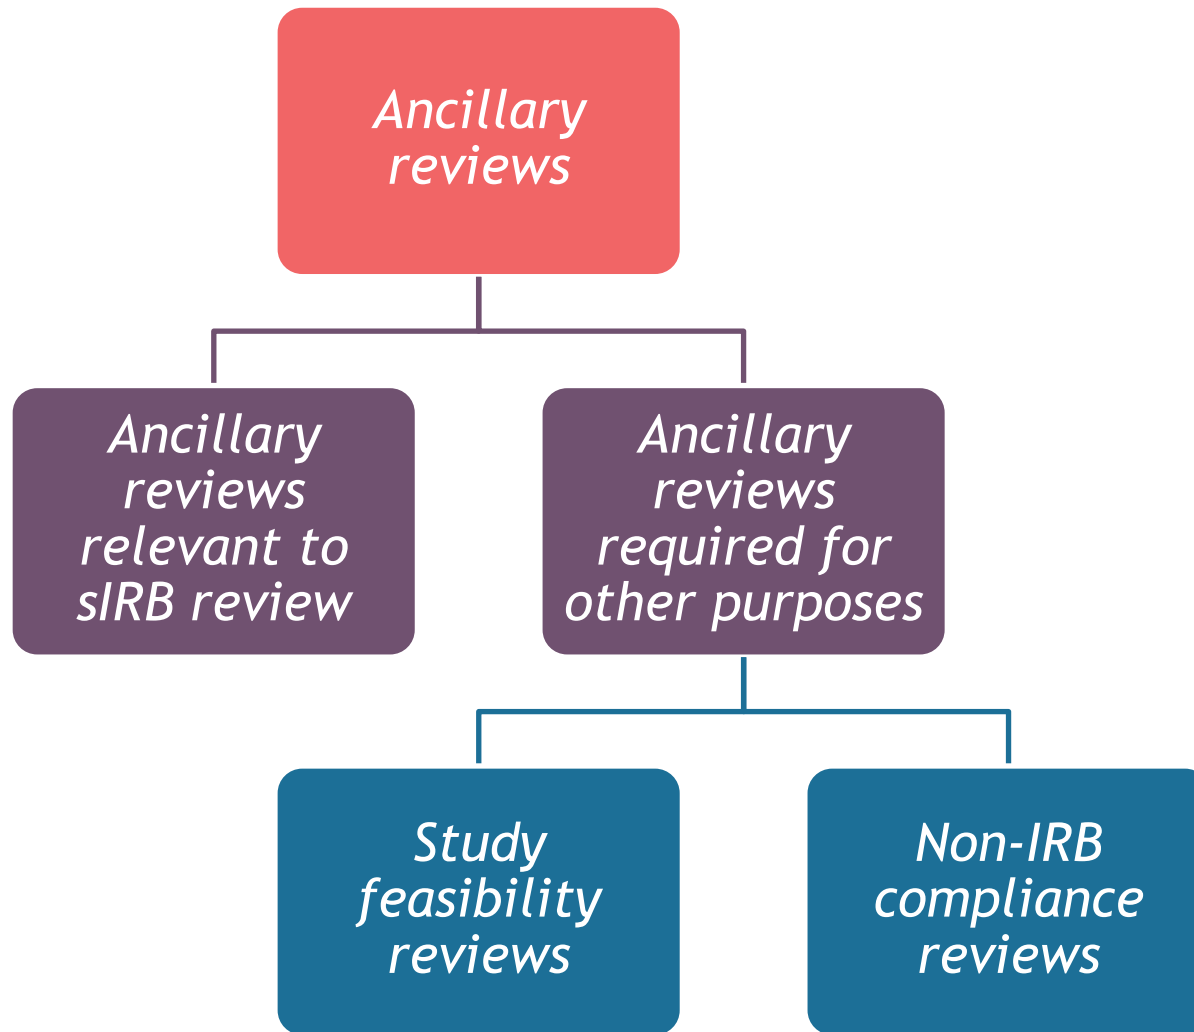 Ancillary
reviews
Ancillary
reviews
relevant to
sIRB review
Ancillary
reviews
required for
other purposes
Study
feasibility
reviews
Non-IRB
compliance
reviews